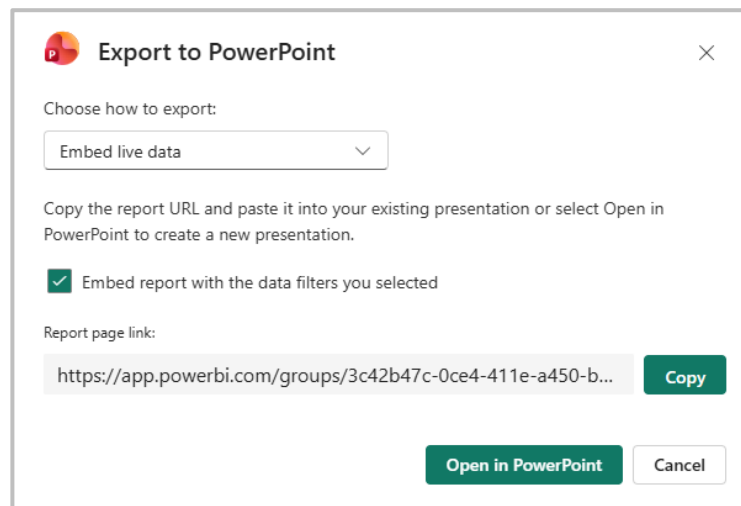 P
Export to PowerPoint
Choose how to export:
Embed live data
Copy the report URL and paste it into your existing presentation or select Open in
PowerPoint to create a new presentation.
Embed report with the data filters you selected
Report page link:
https://app.powerbi.com/groups/3c42b47c-0ce4-411e-a450-b...
Copy
Open in PowerPoint
Cancel